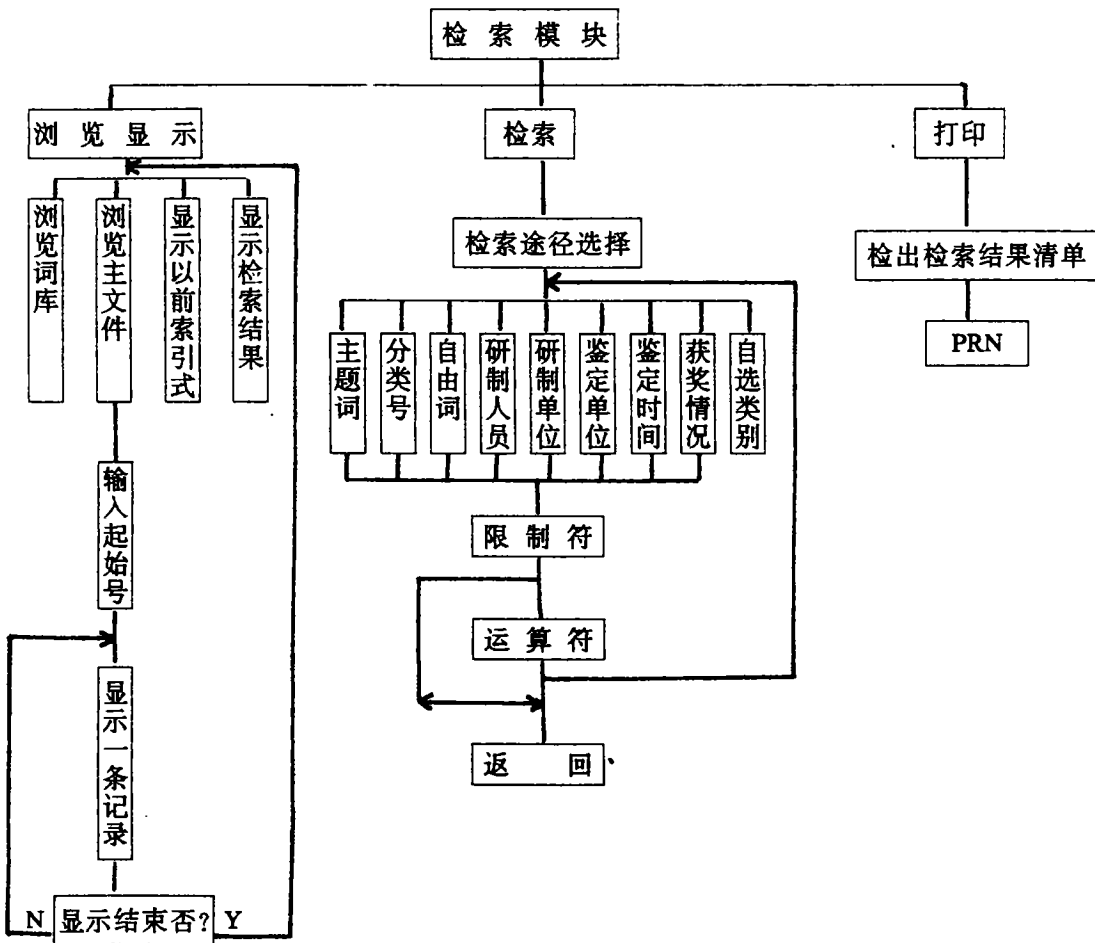 检索模块
浏览显示
检索
打印
浏览词库
浏览主文件
显示以前索引式
显示检索结果
检索途径选择
检出检索结果清单
PRN
主题词
分类号
自由词
研制人员
研制单位
鉴定单位
鉴定时间
获奖情况
自选类别
输入起始号
限制符
运算符
显示一条记录
返回
N 显示结束否? Y